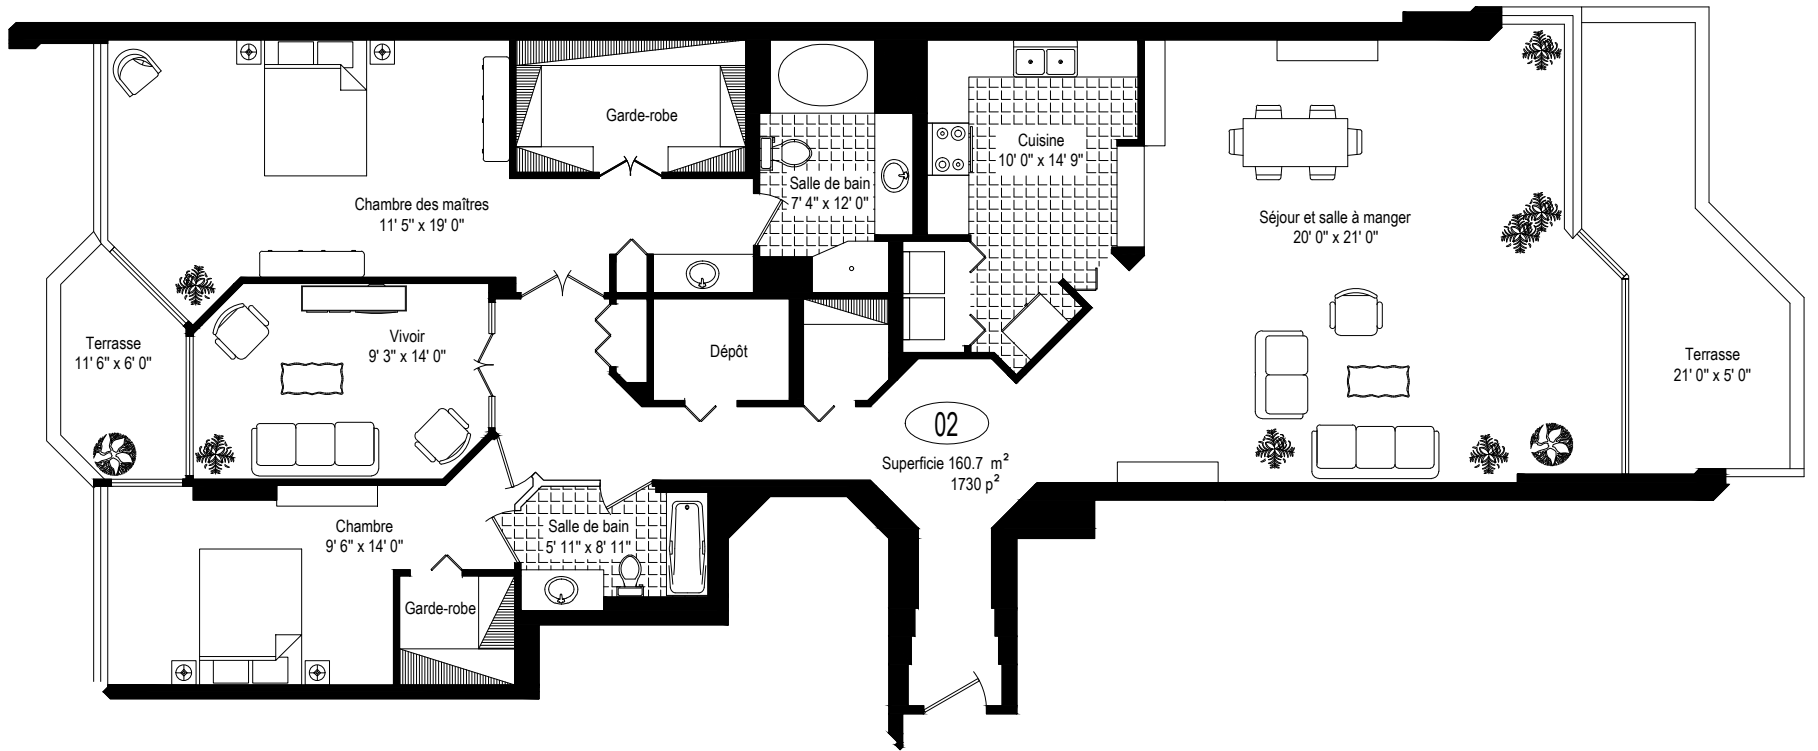 Garde-robe
Cuisine
10' 0" x 14' 9"
Salle de bain
7' 4" x 12' 0"
Chambre des maîtres
11' 5" x 19' 0"
Séjour et salle à manger
20' 0" x 21' 0"
Terrasse
11' 6" x 6' 0"
Vivoir
9' 3" x 14' 0"
Dépôt
Terrasse
21' 0" x 5' 0"
02
Superficie 160.7 m²
1730 p²
Chambre
9' 6" x 14' 0"
Salle de bain
5' 11" x 8' 11"
Garde-robe